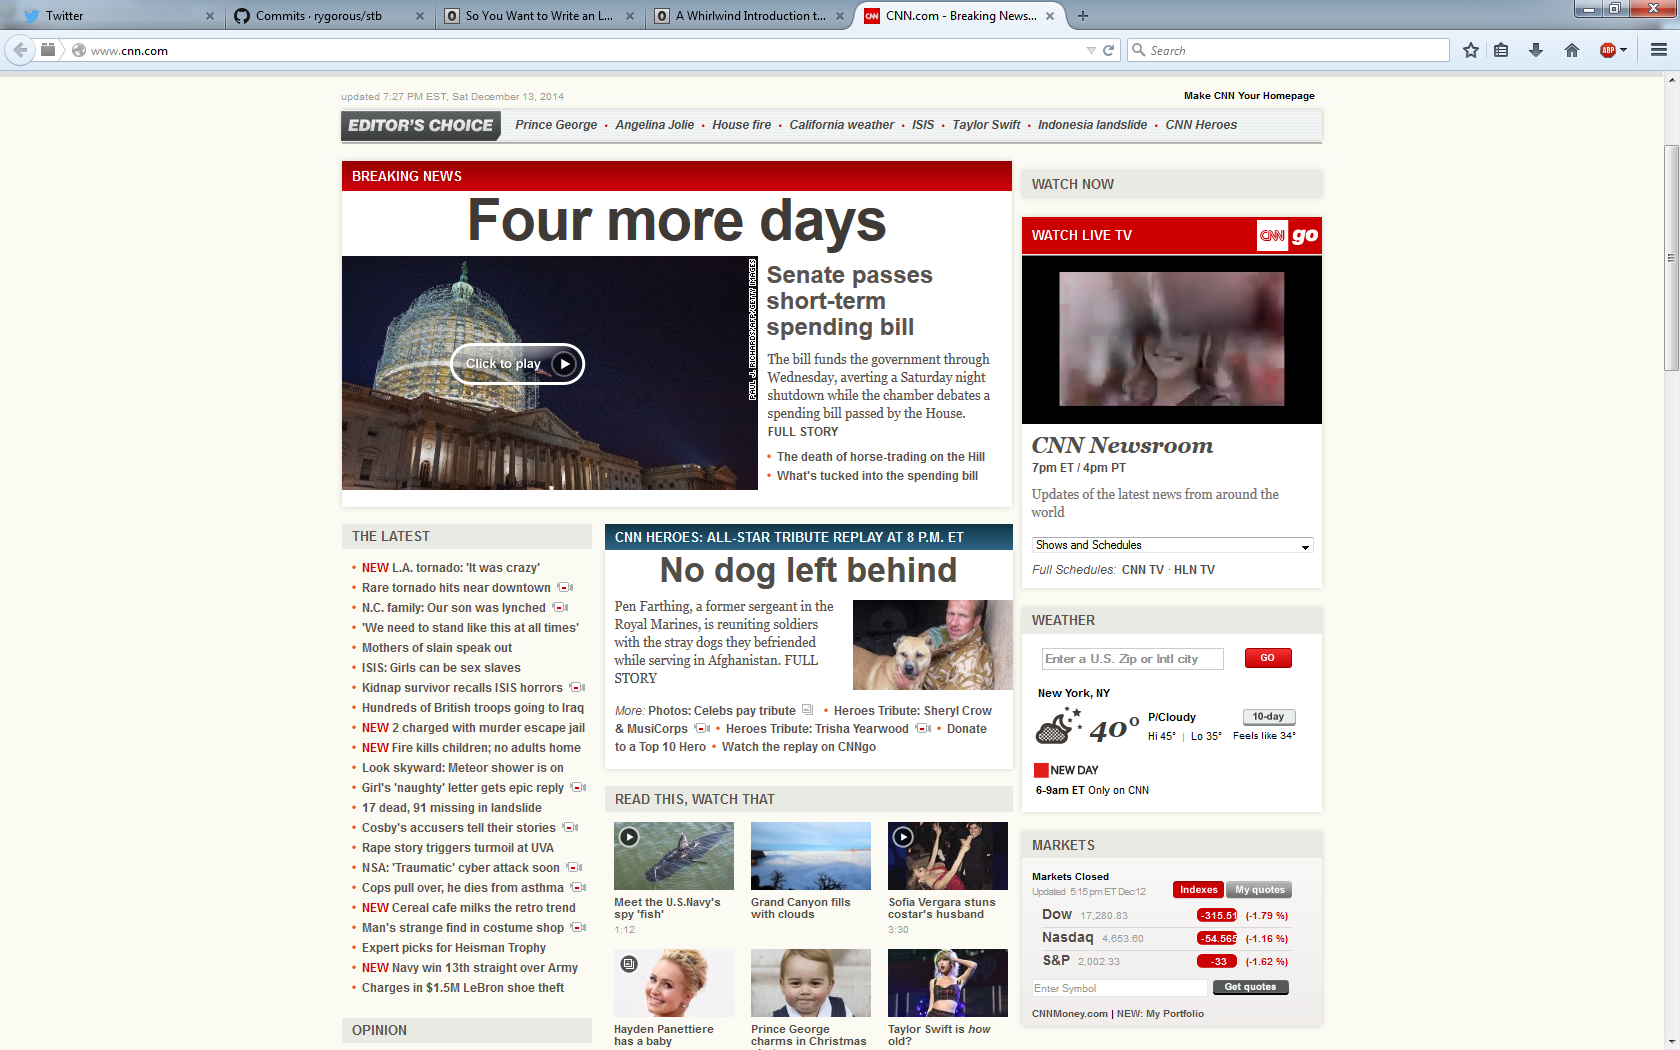 Twitter
Commits · rygorous/stb
So You Want to Write an L...
A Whirlwind Introduction t...
CNN.com - Breaking News...
www.cnn.com
Search
ABP
updated 7:27 PM EST, Sat December 13, 2014
Make CNN Your Homepage
EDITOR'S CHOICE
Prince George • Angelina Jolie • House fire • California weather • ISIS • Taylor Swift • Indonesia landslide • CNN Heroes
BREAKING NEWS
Four more days
Click to play
PAUL J. RICHARDS/AFP/GETTY IMAGES
Senate passes
short-term
spending bill
The bill funds the government through
Wednesday, averting a Saturday night
shutdown while the chamber debates a
spending bill passed by the House.
FULL STORY
• The death of horse-trading on the Hill
• What's tucked into the spending bill
THE LATEST
• NEW L.A. tornado: 'It was crazy'
• Rare tornado hits near downtown
• N.C. family: Our son was lynched
• 'We need to stand like this at all times'
• Mothers of slain speak out
• ISIS: Girls can be sex slaves
• Kidnap survivor recalls ISIS horrors
• Hundreds of British troops going to Iraq
• NEW 2 charged with murder escape jail
• NEW Fire kills children; no adults home
• Look skyward: Meteor shower is on
• Girl's 'naughty' letter gets epic reply
• 17 dead, 91 missing in landslide
• Cosby's accusers tell their stories
• Rape story triggers turmoil at UVA
• NSA: 'Traumatic' cyber attack soon
• Cops pull over, he dies from asthma
• NEW Cereal cafe milks the retro trend
• Man's strange find in costume shop
• Expert picks for Heisman Trophy
• NEW Navy win 13th straight over Army
• Charges in $1.5M LeBron shoe theft
OPINION
CNN HEROES: ALL-STAR TRIBUTE REPLAY AT 8 P.M. ET
No dog left behind
Pen Farthing, a former sergeant in the
Royal Marines, is reuniting soldiers
with the stray dogs they befriended
while serving in Afghanistan. FULL
STORY
More: Photos: Celebs pay tribute • Heroes Tribute: Sheryl Crow
& MusiCorps • Heroes Tribute: Trisha Yearwood • Donate
to a Top 10 Hero • Watch the replay on CNNgo
READ THIS, WATCH THAT
Meet the U.S.Navy's
spy 'fish'
1:12
Grand Canyon fills
with clouds
Sofia Vergara stuns
costar's husband
3:30
Hayden Panettiere
has a baby
Prince George
charms in Christmas
Taylor Swift is how
old?
WATCH NOW
WATCH LIVE TV
CNN go
CNN Newsroom
7pm ET / 4pm PT
Updates of the latest news from around the
world
Shows and Schedules
Full Schedules: CNN TV · HLN TV
WEATHER
Enter a U.S. Zip or Intl city
GO
New York, NY
40°
P/Cloudy
10-day
Hi 45° | Lo 35° Feels like 34°
NEW DAY
6-9am ET Only on CNN
MARKETS
Markets Closed
Updated 5:15 pm ET Dec 12
Indexes
My quotes
Dow 17,280.83 -315.51 (-1.79 %)
Nasdaq 4,653.60 -54.565 (-1.16 %)
S&P 2,002.33 -33 (-1.62 %)
Enter Symbol
Get quotes
CNNMoney.com | NEW: My Portfolio